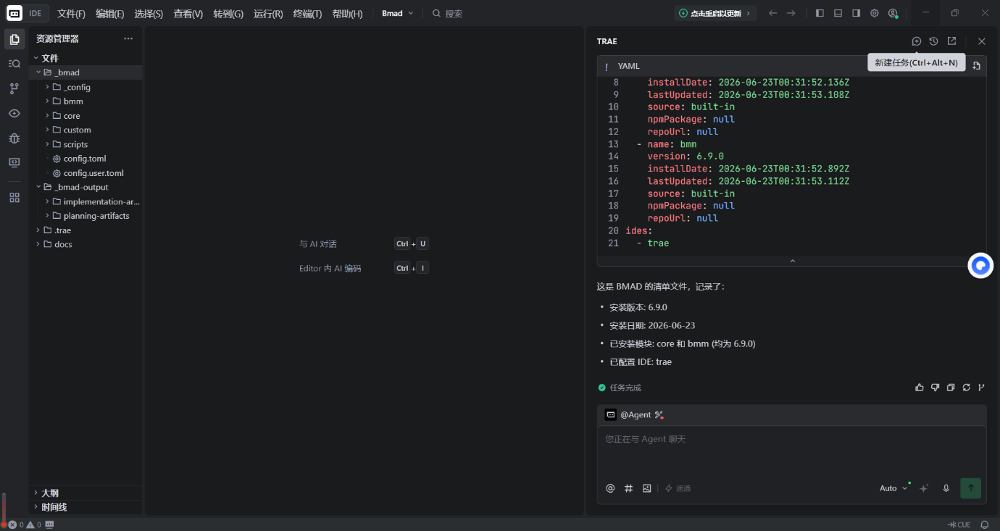 IDE 文件(F) 编辑(E) 选择(S) 查看(V) 转到(G) 运行(R) 终端(T) 帮助(H) Bmad 搜索 点击重启以更新
资源管理器
文件
_bmad
_config
bmm
core
custom
scripts
config.toml
config.user.toml
_bmad-output
implementation-ar...
planning-artifacts
.trae
docs
大纲
时间线
与 AI 对话 Ctrl + U
Editor 内 AI 编码 Ctrl + I
TRAE
新建任务(Ctrl+Alt+N)
! YAML
8 installDate: 2026-06-23T00:31:52.136Z
9 lastUpdated: 2026-06-23T00:31:53.108Z
10 source: built-in
11 npmPackage: null
12 repoUrl: null
13 - name: bmm
14 version: 6.9.0
15 installDate: 2026-06-23T00:31:52.892Z
16 lastUpdated: 2026-06-23T00:31:53.112Z
17 source: built-in
18 npmPackage: null
19 repoUrl: null
20 ides:
21 - trae
这是 BMAD 的清单文件，记录了：
• 安装版本: 6.9.0
• 安装日期: 2026-06-23
• 已安装模块: core 和 bmm (均为 6.9.0)
• 已配置 IDE: trae
任务完成
@Agent
您正在与 Agent 聊天
速通 Auto
0 0 CUE